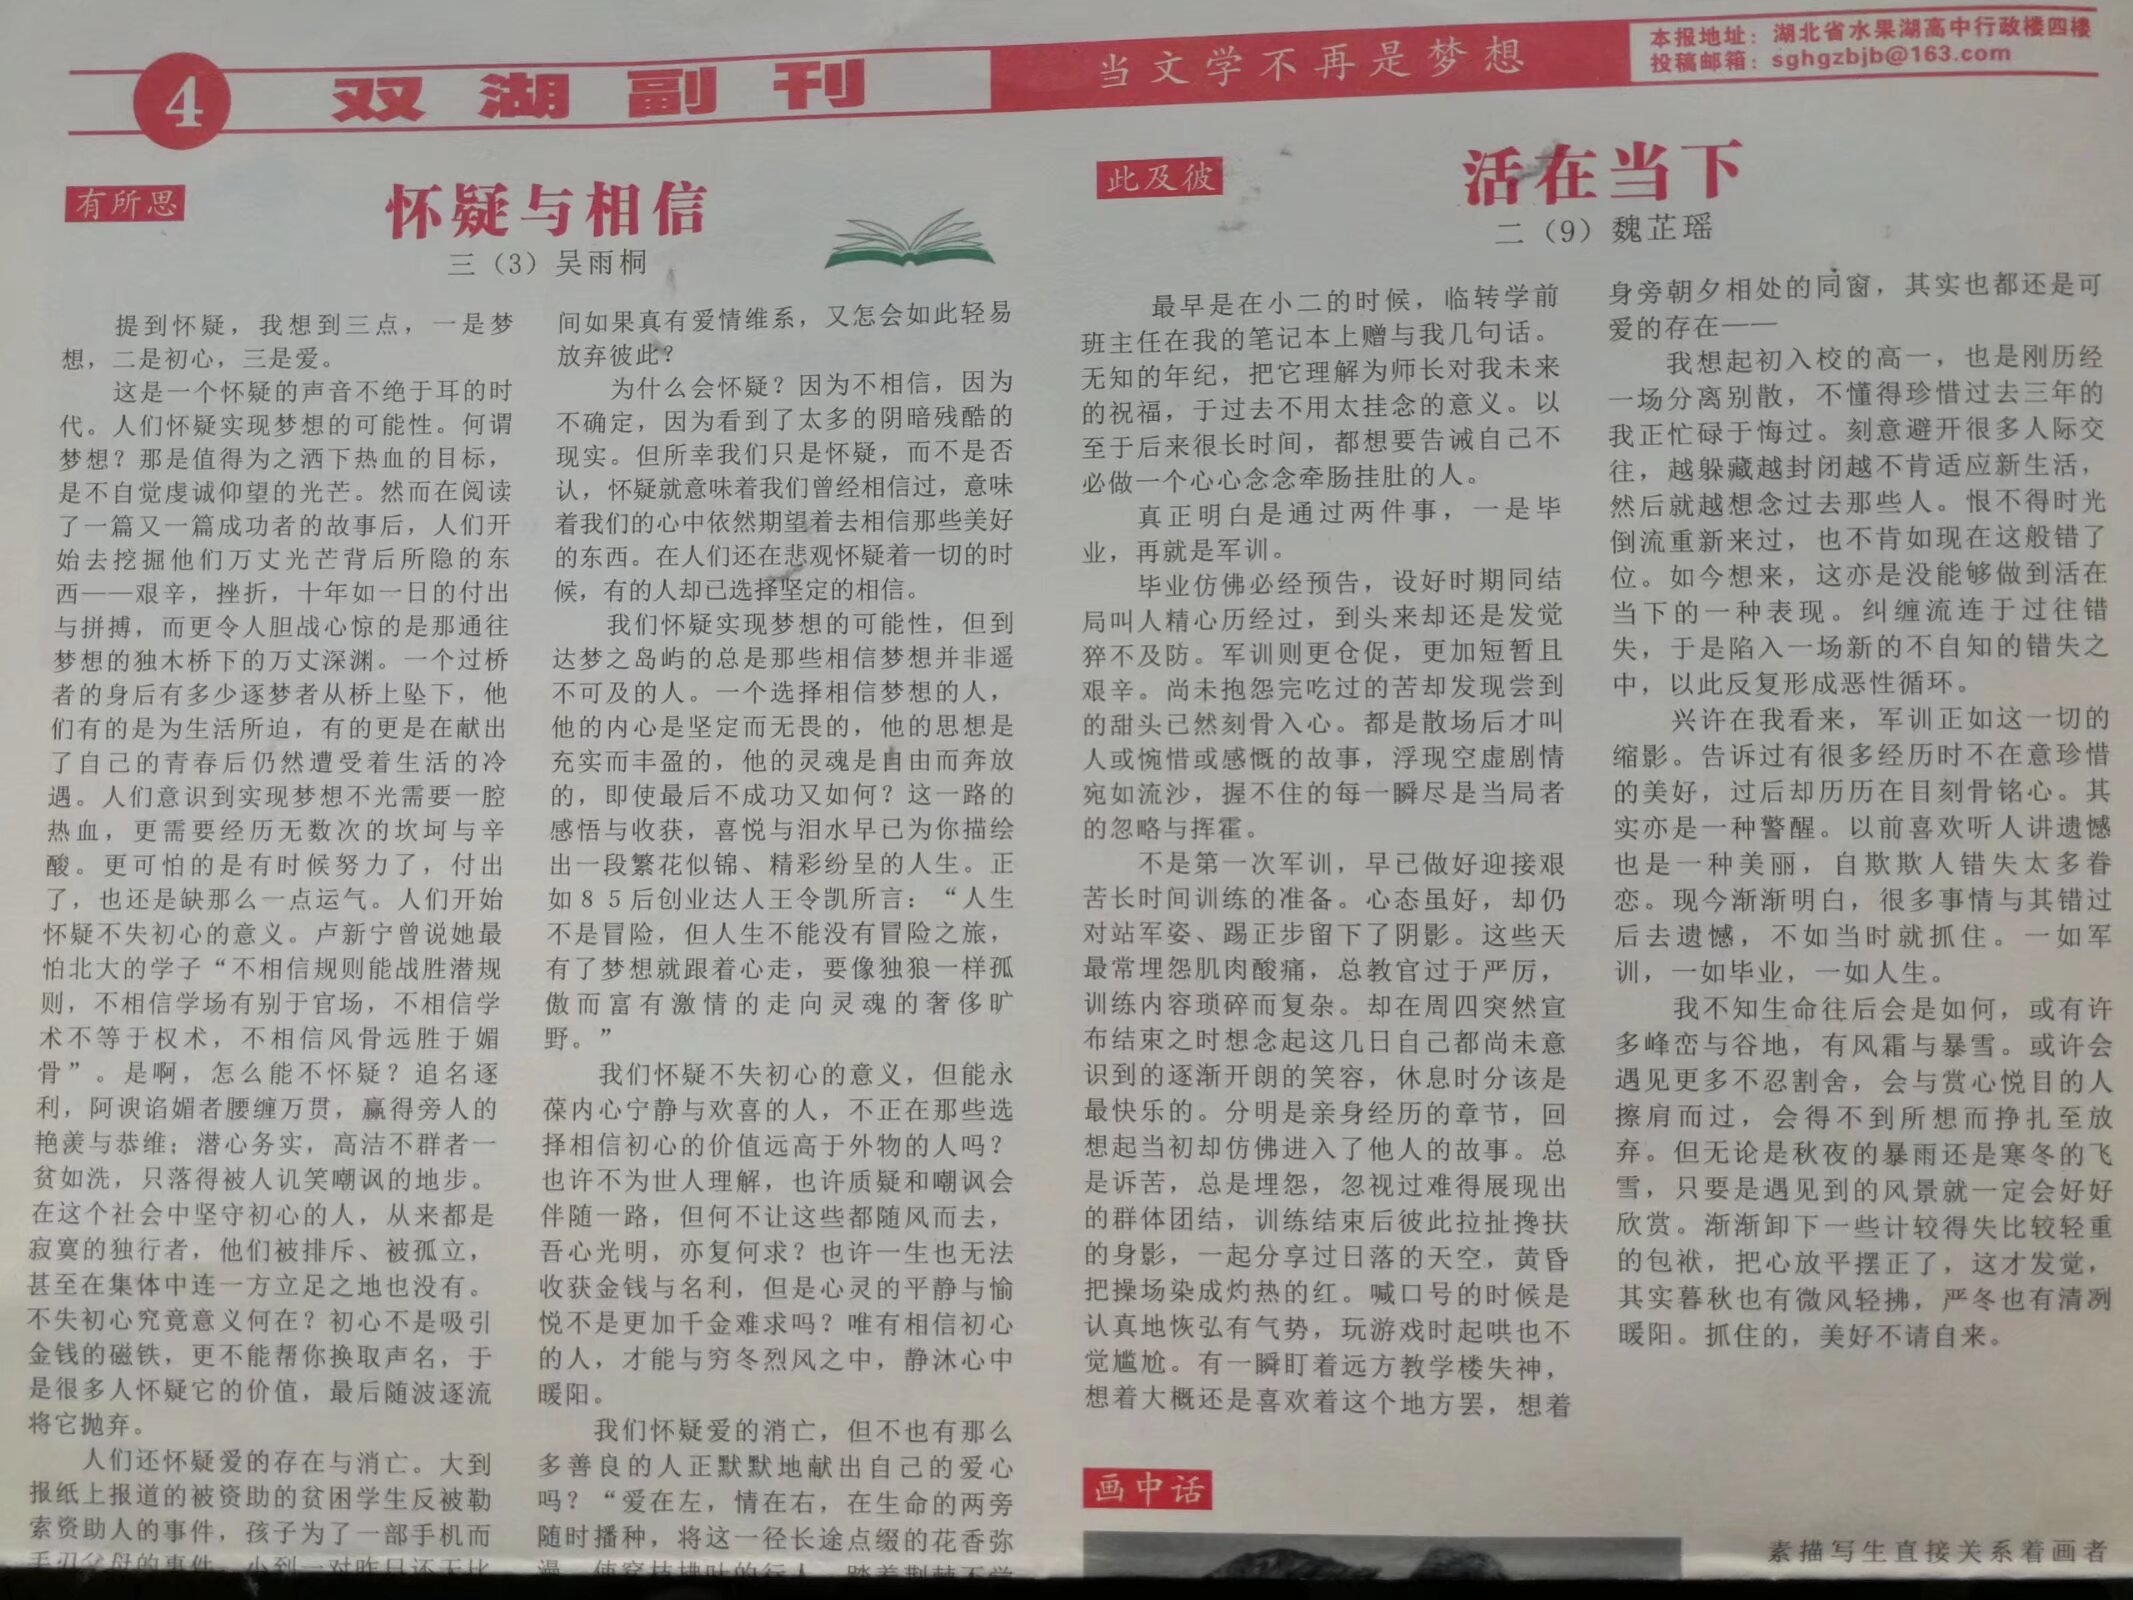 4
双湖副刊
当文学不再是梦想
本报地址：湖北省水果湖高中行政楼四楼
投稿邮箱：sghgzbjb@163.com
有所思
怀疑与相信
三（3）吴雨桐
提到怀疑，我想到三点，一是梦
想，二是初心，三是爱。
这是一个怀疑的声音不绝于耳的时
代。人们怀疑实现梦想的可能性。何谓
梦想？那是值得为之洒下热血的目标，
是不自觉虔诚仰望的光芒。然而在阅读
了一篇又一篇成功者的故事后，人们开
始去挖掘他们万丈光芒背后所隐的东
西——艰辛，挫折，十年如一日的付出
与拼搏，而更令人胆战心惊的是那通往
梦想的独木桥下的万丈深渊。一个过桥
者的身后有多少逐梦者从桥上坠下，他
们有的是为生活所迫，有的更是在献出
了自己的青春后仍然遭受着生活的冷
遇。人们意识到实现梦想不光需要一腔
热血，更需要经历无数次的坎坷与辛
酸。更可怕的是有时候努力了，付出
了，也还是缺那么一点运气。人们开始
怀疑不失初心的意义。卢新宁曾说她最
怕北大的学子“不相信规则能战胜潜规
则，不相信学场有别于官场，不相信学
术不等于权术，不相信风骨远胜于媚
骨”。是啊，怎么能不怀疑？追名逐
利，阿谀谄媚者腰缠万贯，赢得旁人的
艳羡与恭维；潜心务实，高洁不群者一
贫如洗，只落得被人讥笑嘲讽的地步。
在这个社会中坚守初心的人，从来都是
寂寞的独行者，他们被排斥、被孤立，
甚至在集体中连一方立足之地也没有。
不失初心究竟意义何在？初心不是吸引
金钱的磁铁，更不能帮你换取声名，于
是很多人怀疑它的价值，最后随波逐流
将它抛弃。
人们还怀疑爱的存在与消亡。大到
报纸上报道的被资助的贫困学生反被勒
索资助人的事件，孩子为了一部手机而
手刃父母的事件，小到一对昨日还无比
间如果真有爱情维系，又怎会如此轻易
放弃彼此？
为什么会怀疑？因为不相信，因为
不确定，因为看到了太多的阴暗残酷的
现实。但所幸我们只是怀疑，而不是否
认，怀疑就意味着我们曾经相信过，意味
着我们的心中依然期望着去相信那些美好
的东西。在人们还在悲观怀疑着一切的时
候，有的人却已选择坚定的相信。
我们怀疑实现梦想的可能性，但到
达梦之岛屿的总是那些相信梦想并非遥
不可及的人。一个选择相信梦想的人，
他的内心是坚定而无畏的，他的思想是
充实而丰盈的，他的灵魂是自由而奔放
的，即使最后不成功又如何？这一路的
感悟与收获，喜悦与泪水早已为你描绘
出一段繁花似锦、精彩纷呈的人生。正
如８５后创业达人王令凯所言：“人生
不是冒险，但人生不能没有冒险之旅，
有了梦想就跟着心走，要像独狼一样孤
傲而富有激情的走向灵魂的奢侈旷
野。”
我们怀疑不失初心的意义，但能永
葆内心宁静与欢喜的人，不正在那些选
择相信初心的价值远高于外物的人吗？
也许不为世人理解，也许质疑和嘲讽会
伴随一路，但何不让这些都随风而去，
吾心光明，亦复何求？也许一生也无法
收获金钱与名利，但是心灵的平静与愉
悦不是更加千金难求吗？唯有相信初心
的人，才能与穷冬烈风之中，静沐心中
暖阳。
我们怀疑爱的消亡，但不也有那么
多善良的人正默默地献出自己的爱心
吗？“爱在左，情在右，在生命的两旁
随时播种，将这一径长途点缀的花香弥
漫，使穿枝拂叶的行人，踏着荆棘不觉
此及彼
活在当下
二（9）魏芷瑶
最早是在小二的时候，临转学前
班主任在我的笔记本上赠与我几句话。
无知的年纪，把它理解为师长对我未来
的祝福，于过去不用太挂念的意义。以
至于后来很长时间，都想要告诫自己不
必做一个心心念念牵肠挂肚的人。
真正明白是通过两件事，一是毕
业，再就是军训。
毕业仿佛必经预告，设好时期同结
局叫人精心历经过，到头来却还是发觉
猝不及防。军训则更仓促，更加短暂且
艰辛。尚未抱怨完吃过的苦却发现尝到
的甜头已然刻骨入心。都是散场后才叫
人或惋惜或感慨的故事，浮现空虚剧情
宛如流沙，握不住的每一瞬尽是当局者
的忽略与挥霍。
不是第一次军训，早已做好迎接艰
苦长时间训练的准备。心态虽好，却仍
对站军姿、踢正步留下了阴影。这些天
最常埋怨肌肉酸痛，总教官过于严厉，
训练内容琐碎而复杂。却在周四突然宣
布结束之时想念起这几日自己都尚未意
识到的逐渐开朗的笑容，休息时分该是
最快乐的。分明是亲身经历的章节，回
想起当初却仿佛进入了他人的故事。总
是诉苦，总是埋怨，忽视过难得展现出
的群体团结，训练结束后彼此拉扯搀扶
的身影，一起分享过日落的天空，黄昏
把操场染成灼热的红。喊口号的时候是
认真地恢弘有气势，玩游戏时起哄也不
觉尴尬。有一瞬盯着远方教学楼失神，
想着大概还是喜欢着这个地方罢，想着
身旁朝夕相处的同窗，其实也都还是可
爱的存在——
我想起初入校的高一，也是刚历经
一场分离别散，不懂得珍惜过去三年的
我正忙碌于悔过。刻意避开很多人际交
往，越躲藏越封闭越不肯适应新生活，
然后就越想念过去那些人。恨不得时光
倒流重新来过，也不肯如现在这般错了
位。如今想来，这亦是没能够做到活在
当下的一种表现。纠缠流连于过往错
失，于是陷入一场新的不自知的错失之
中，以此反复形成恶性循环。
兴许在我看来，军训正如这一切的
缩影。告诉过有很多经历时不在意珍惜
的美好，过后却历历在目刻骨铭心。其
实亦是一种警醒。以前喜欢听人讲遗憾
也是一种美丽，自欺欺人错失太多眷
恋。现今渐渐明白，很多事情与其错过
后去遗憾，不如当时就抓住。一如军
训，一如毕业，一如人生。
我不知生命往后会是如何，或有许
多峰峦与谷地，有风霜与暴雪。或许会
遇见更多不忍割舍，会与赏心悦目的人
擦肩而过，会得不到所想而挣扎至放
弃。但无论是秋夜的暴雨还是寒冬的飞
雪，只要是遇见到的风景就一定会好好
欣赏。渐渐卸下一些计较得失比较轻重
的包袱，把心放平摆正了，这才发觉，
其实暮秋也有微风轻拂，严冬也有清冽
暖阳。抓住的，美好不请自来。
画中话
素描写生直接关系着画者